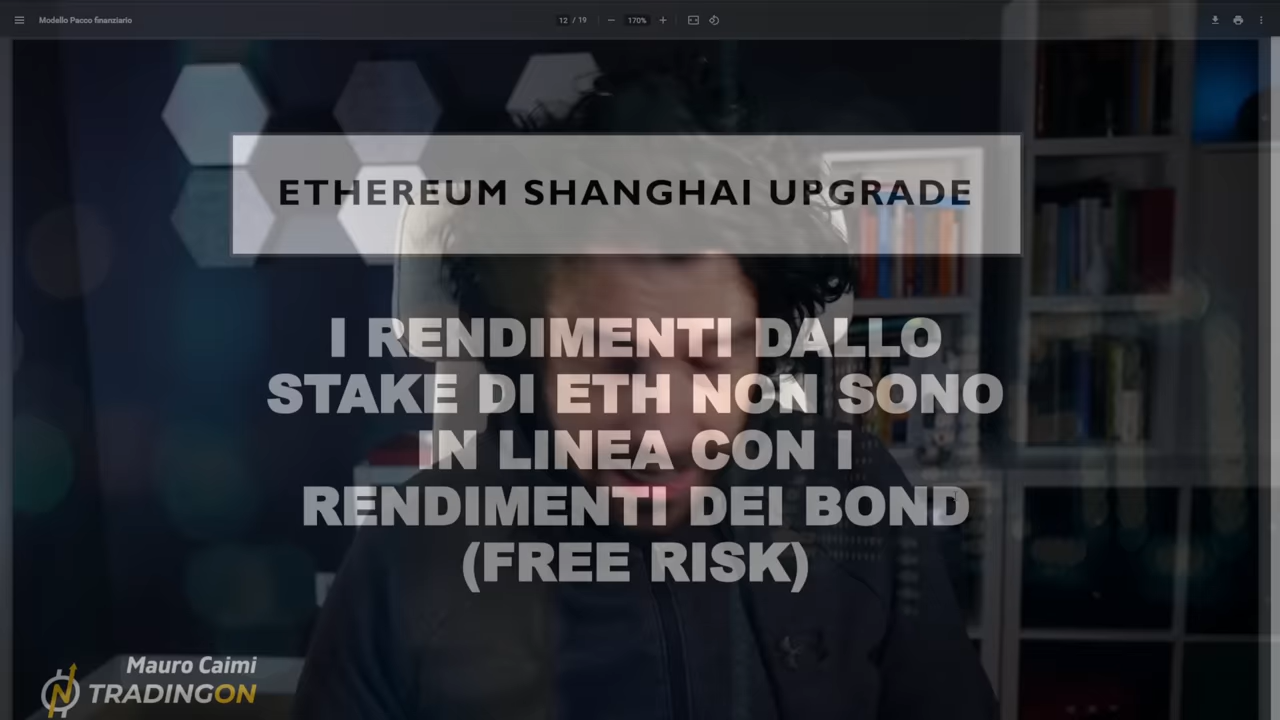 Modello Pacco finanziario
12 / 19
170%
ETHEREUM SHANGHAI UPGRADE
I RENDIMENTI DALLO
STAKE DI ETH NON SONO
IN LINEA CON I
RENDIMENTI DEI BOND
(FREE RISK)
Mauro Caimi
TRADINGON